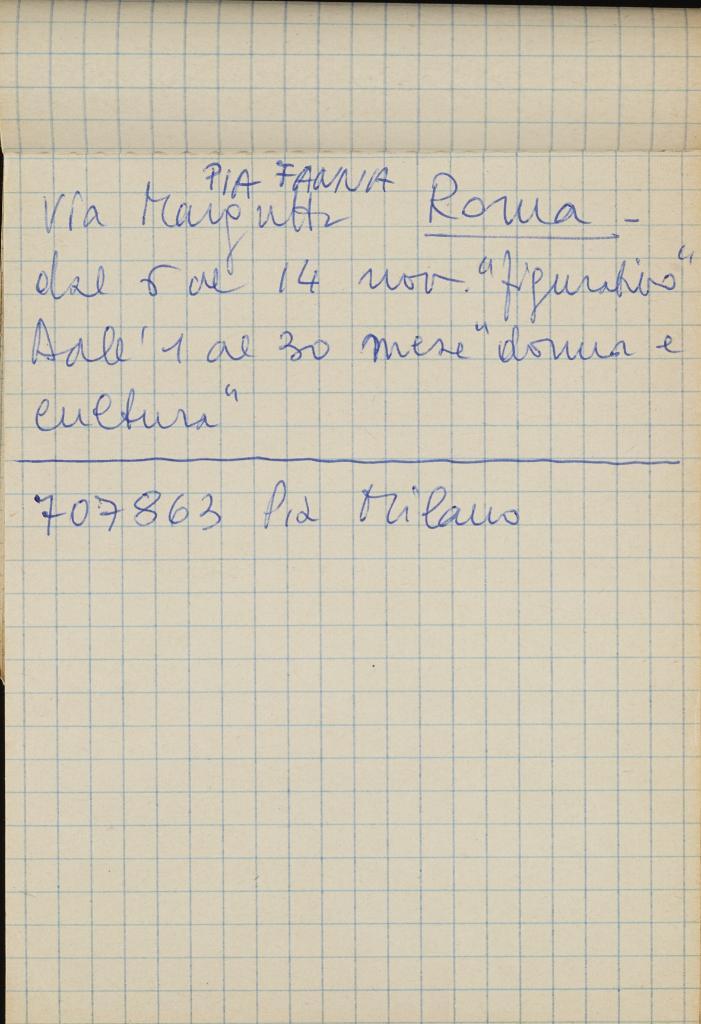 PIA FANNA
Via Margutta Roma -
dal 5 al 14 nov. "figurativo"
Dall'1 al 30 mese "donna e
cultura"
707863 Pia Milano